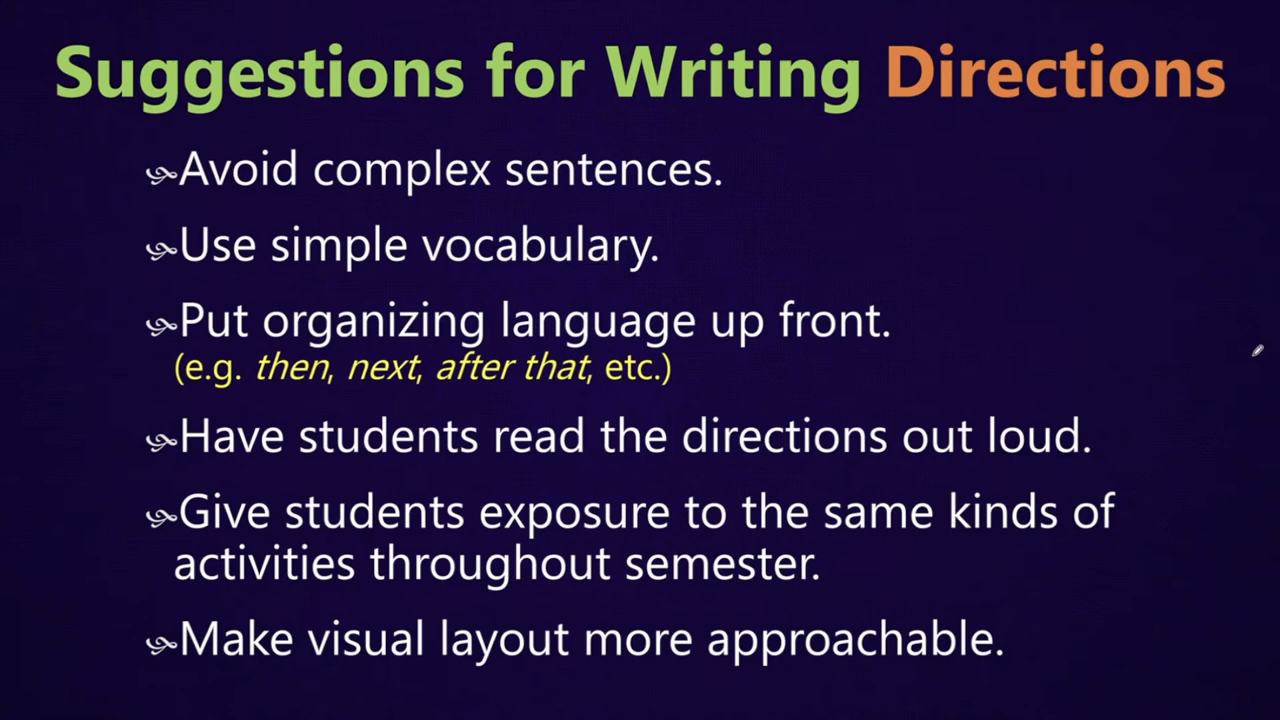 Suggestions for Writing Directions
Avoid complex sentences.
Use simple vocabulary.
Put organizing language up front.
(e.g. then, next, after that, etc.)
Have students read the directions out loud.
Give students exposure to the same kinds of
activities throughout semester.
Make visual layout more approachable.